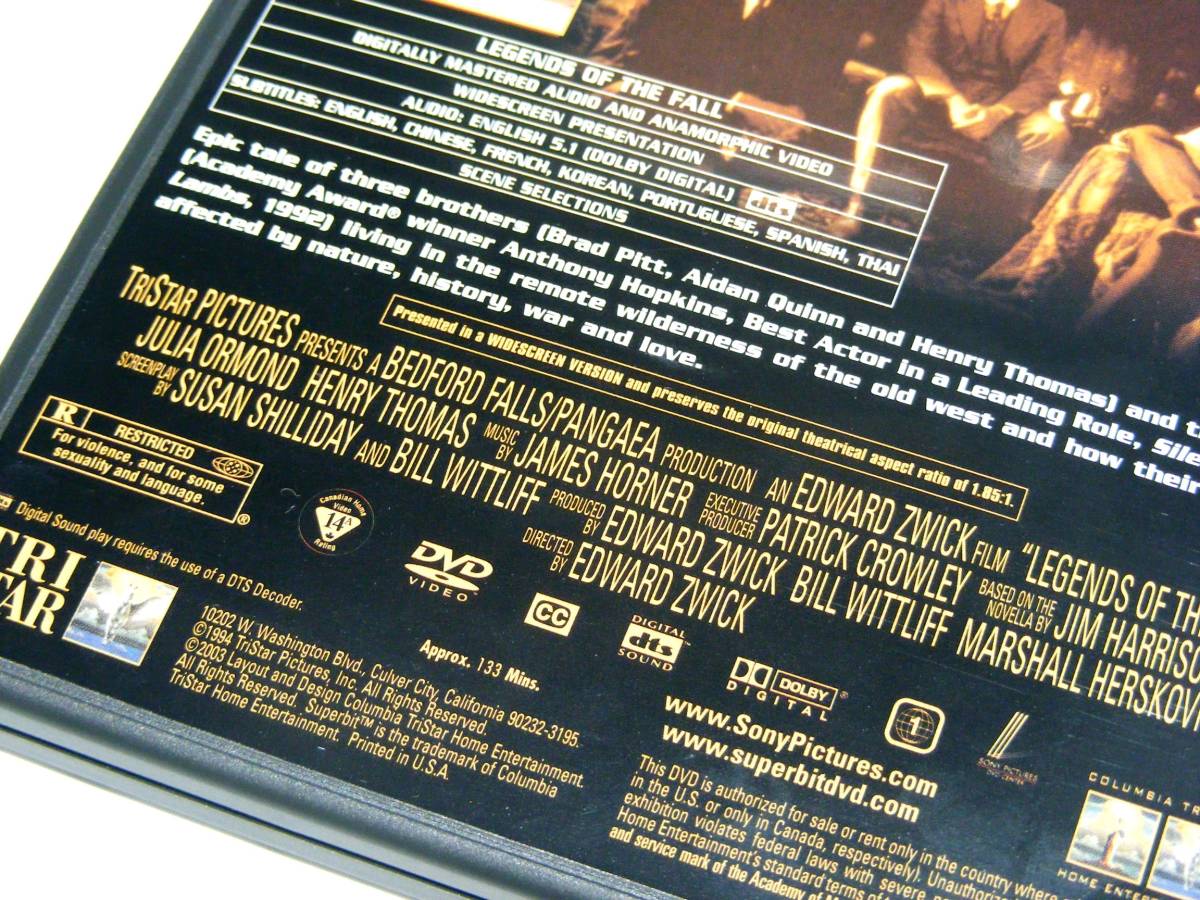 LEGENDS OF THE FALL
DIGITALLY MASTERED AUDIO AND ANAMORPHIC VIDEO
WIDESCREEN PRESENTATION
AUDIO: ENGLISH 5.1 (DOLBY DIGITAL) dts
SUBTITLES: ENGLISH, CHINESE, FRENCH, KOREAN, PORTUGUESE, SPANISH, THAI
SCENE SELECTIONS
Epic tale of three brothers (Brad Pitt, Aidan Quinn and Henry Thomas) and
(Academy Award® winner Anthony Hopkins, Best Actor in a Leading Role,
Lambs, 1992) living in the remote wilderness of the old west and how their
affected by nature, history, war and love.
Presented in a WIDESCREEN VERSION and preserves the original theatrical aspect ratio of 1.85:1.
TRISTAR PICTURES PRESENTS A BEDFORD FALLS/PANGAEA PRODUCTION AN EDWARD ZWICK FILM "LEGENDS OF
JULIA ORMOND HENRY THOMAS MUSIC BY JAMES HORNER EXECUTIVE PRODUCER PATRICK CROWLEY BASED ON THE NOVELLA BY JIM
SCREENPLAY BY SUSAN SHILLIDAY AND BILL WITTLIFF PRODUCED BY EDWARD ZWICK BILL WITTLIFF MARSHALL
DIRECTED BY EDWARD ZWICK
R RESTRICTED
For violence, and for some
sexuality and language.
®
Canadian Home
Video
14A
Rating
Digital Sound play requires the use of a DTS Decoder.
DVD
VIDEO
CC
DIGITAL
dts
SOUND
DOLBY
DIGITAL
1
SONY PICTURES
DVD CENTER
Approx. 133 Mins.
www.SonyPictures.com
www.superbitdvd.com
10202 W. Washington Blvd., Culver City, California 90232-3195.
©1994 TriStar Pictures, Inc. All Rights Reserved.
©2003 Layout and Design Columbia TriStar Home Entertainment.
All Rights Reserved. Superbit™ is the trademark of Columbia
TriStar Home Entertainment. Printed in U.S.A.
This DVD is authorized for sale or rent only in the country where
in the U.S. or only in Canada, respectively).
exhibition violates federal laws with severe,
Home Entertainment's standard terms of
and service mark of the Academy of
COLUMBIA
HOME